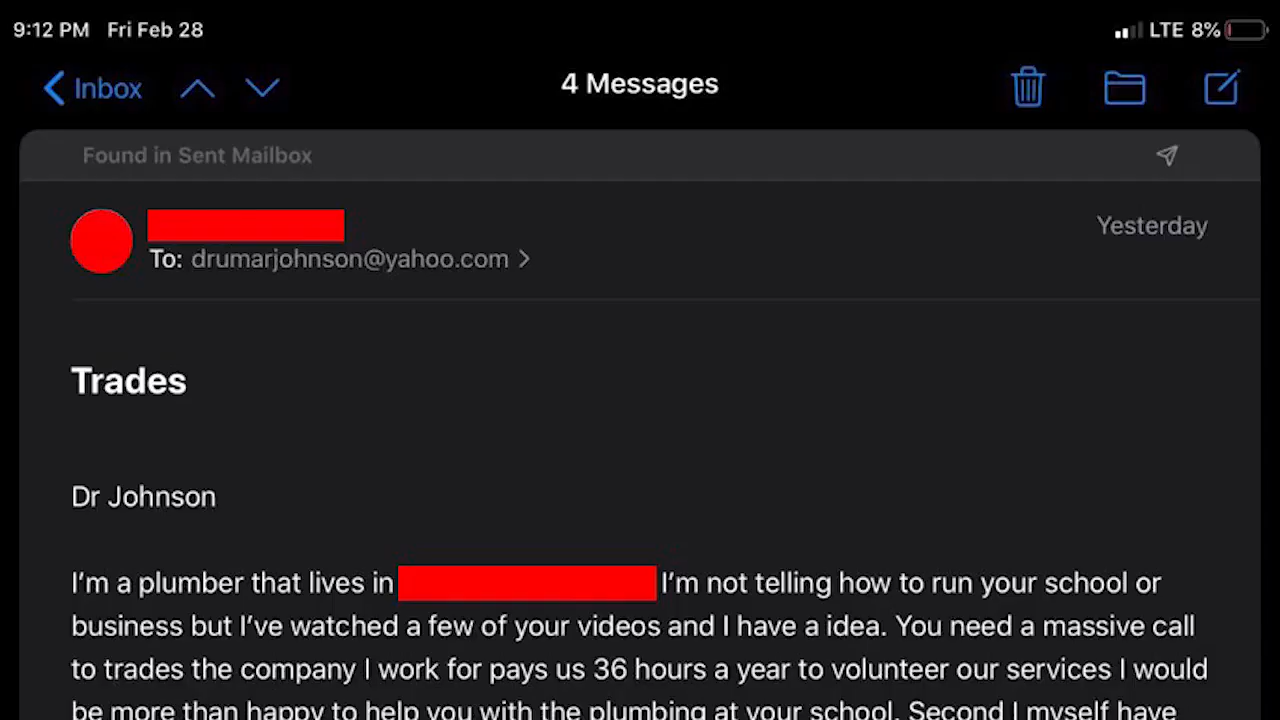 9:12 PM Fri Feb 28
LTE 8%
Inbox
4 Messages
Found in Sent Mailbox
Yesterday
To: drumarjohnson@yahoo.com
Trades
Dr Johnson
I'm a plumber that lives in I'm not telling how to run your school or
business but I've watched a few of your videos and I have a idea. You need a massive call
to trades the company I work for pays us 36 hours a year to volunteer our services I would
be more than happy to help you with the plumbing at your school. Second I myself have